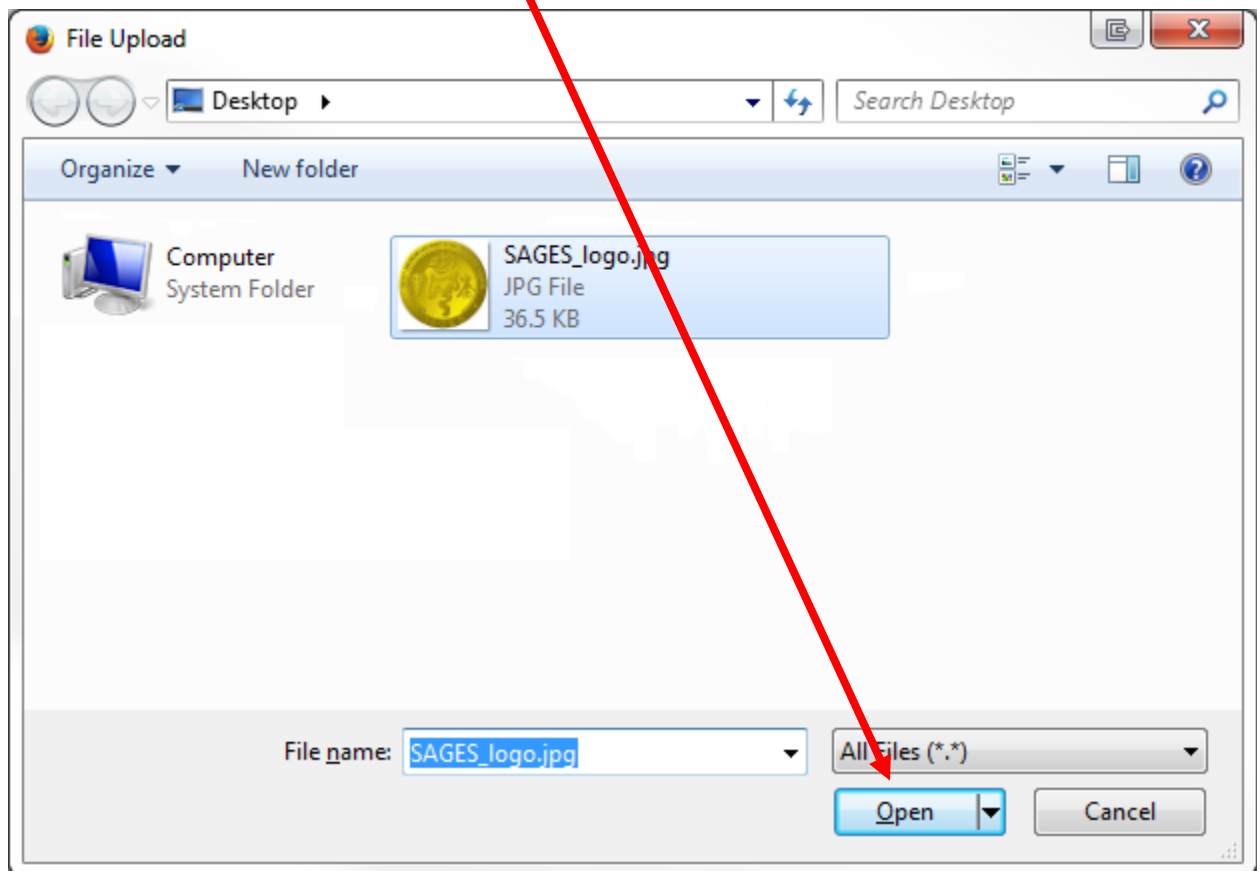 File Upload
Desktop
Search Desktop
Organize
New folder
Computer
System Folder
SAGES_logo.jpg
JPG File
36.5 KB
File name:
SAGES_logo.jpg
All Files (*.*)
Open
Cancel